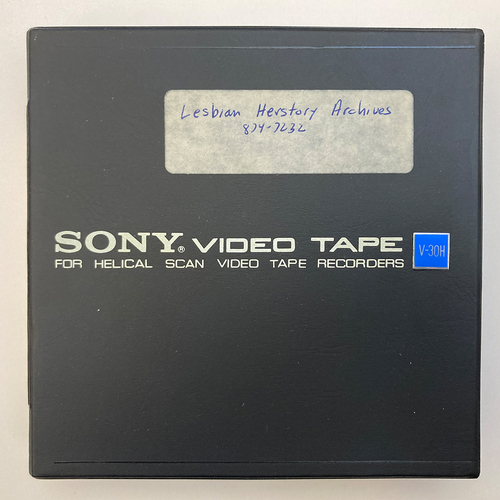 Lesbian Herstory Archives
874-7232
SONY® VIDEO TAPE
FOR HELICAL SCAN VIDEO TAPE RECORDERS
V-30H